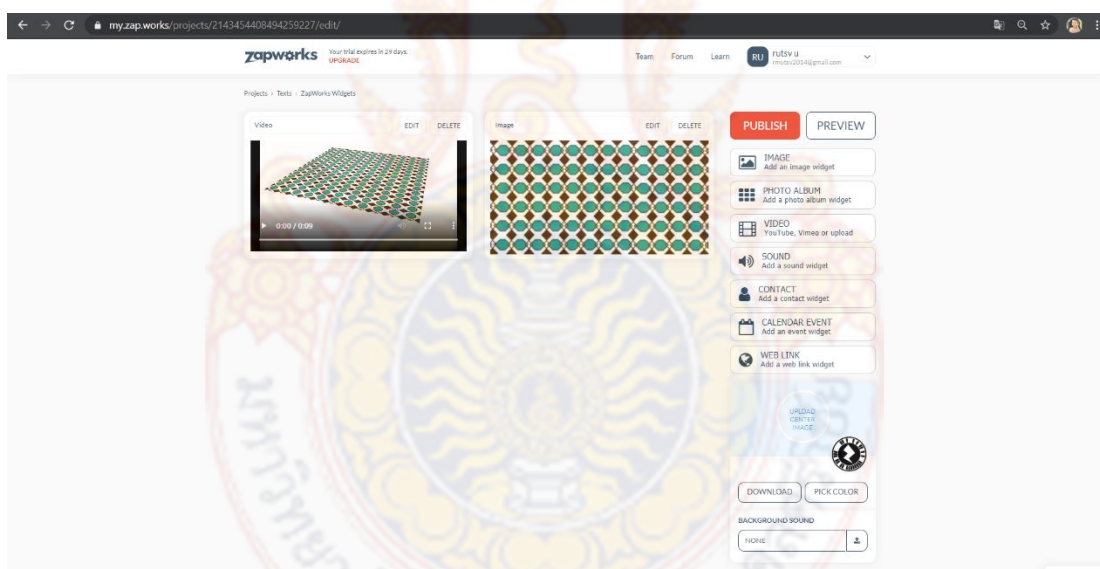 my.zap.works/projects/2143454408494259227/edit/
zapworks
Your trial expires in 29 days.
UPGRADE
Team Forum Learn RU rutsv u
rmutsv2014@gmail.com
Projects › Texts › ZapWorks Widgets
Video EDIT DELETE
Image EDIT DELETE
0:00 / 0:09
PUBLISH PREVIEW
IMAGE
Add an image widget
PHOTO ALBUM
Add a photo album widget
VIDEO
YouTube, Vimeo or upload
SOUND
Add a sound widget
CONTACT
Add a contact widget
CALENDAR EVENT
Add an event widget
WEB LINK
Add a web link widget
UPLOAD
CENTER
IMAGE
DOWNLOAD PICK COLOR
BACKGROUND SOUND
NONE